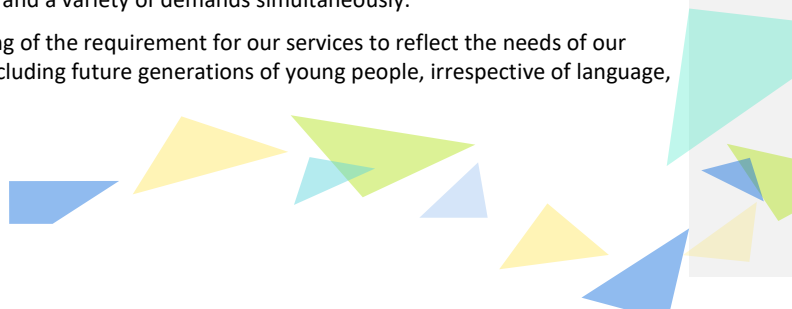 and a variety of demands simultaneously.
g of the requirement for our services to reflect the needs of our
cluding future generations of young people, irrespective of language,